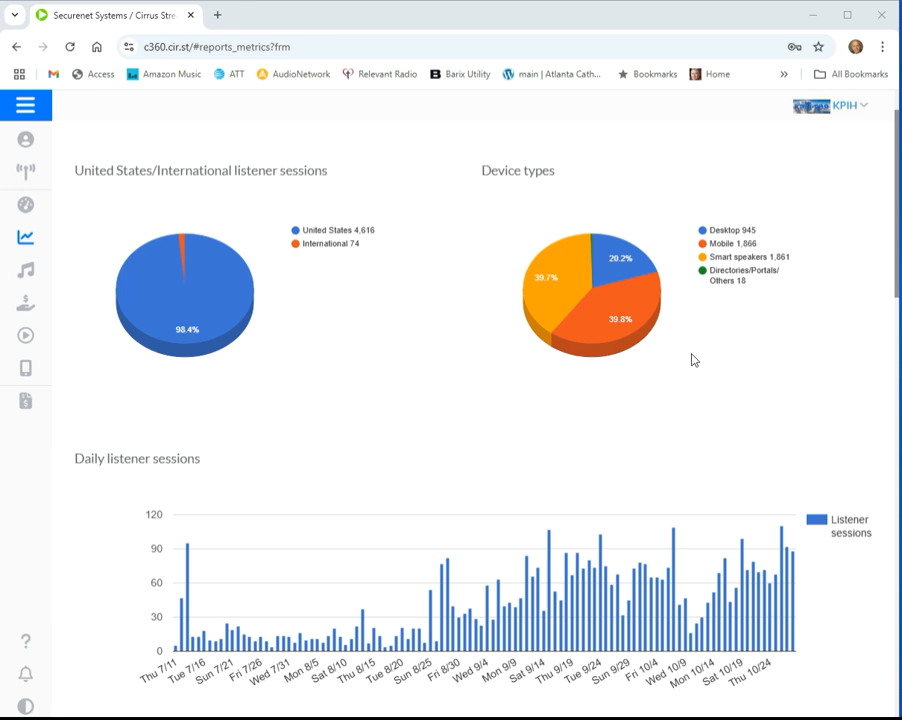 Securenet Systems / Cirrus Stre
c360.cir.st/#reports_metrics?frm
Access
Amazon Music
ATT
AudioNetwork
Relevant Radio
Barix Utility
main | Atlanta Cath...
Bookmarks
Home
All Bookmarks
KPIH
United States/International listener sessions
Device types
United States 4,616
International 74
98.4%
Desktop 945
Mobile 1,866
Smart speakers 1,861
Directories/Portals/
Others 18
20.2%
39.7%
39.8%
Daily listener sessions
120
90
60
30
0
Listener
sessions
Thu 7/11
Tue 7/16
Sun 7/21
Fri 7/26
Wed 7/31
Mon 8/5
Sat 8/10
Thu 8/15
Tue 8/20
Sun 8/25
Fri 8/30
Wed 9/4
Mon 9/9
Sat 9/14
Thu 9/19
Tue 9/24
Sun 9/29
Fri 10/4
Wed 10/9
Mon 10/14
Sat 10/19
Thu 10/24